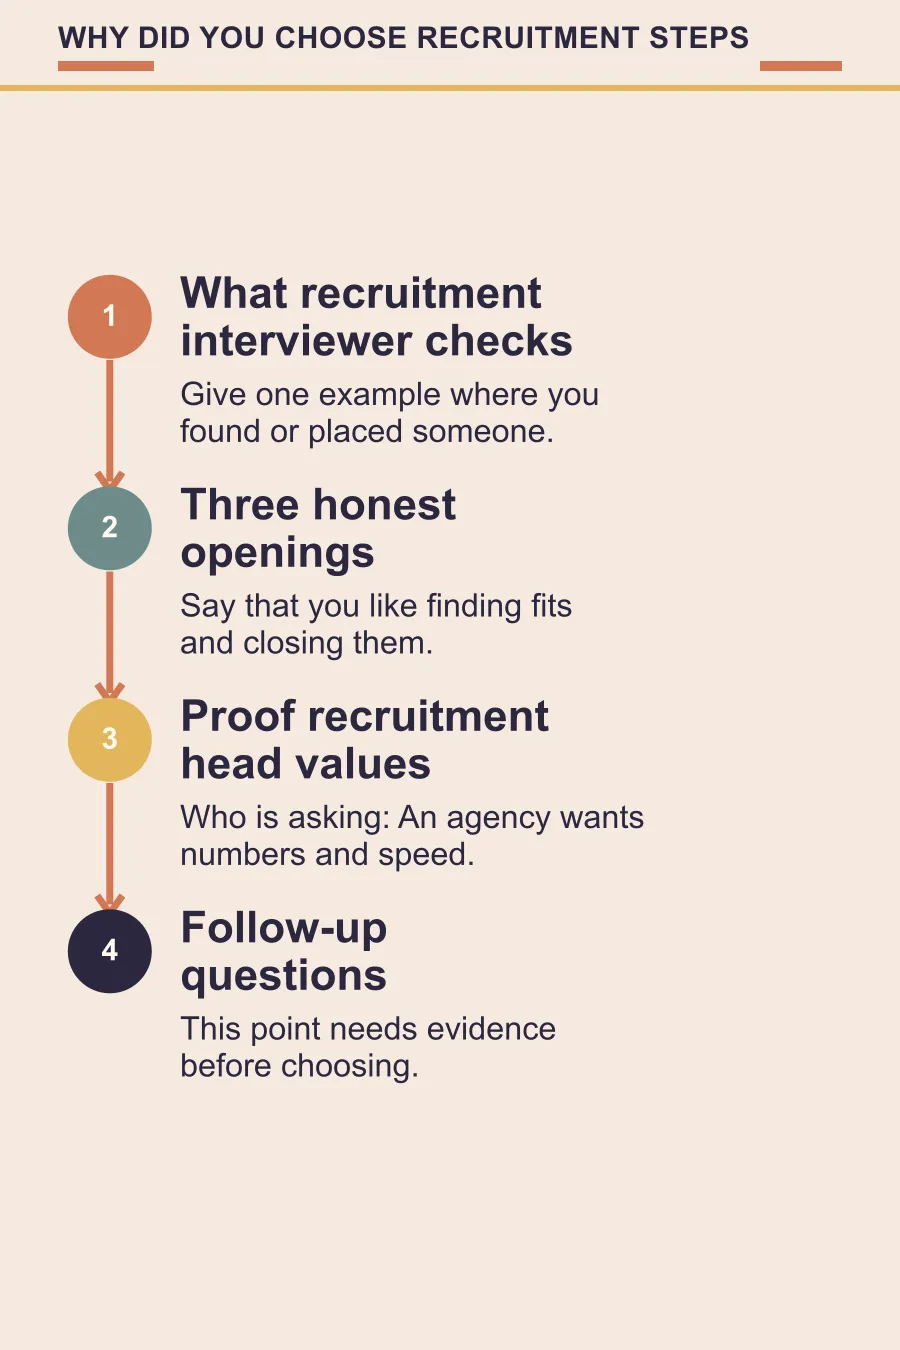 WHY DID YOU CHOOSE RECRUITMENT STEPS
1
What recruitment
interviewer checks
Give one example where you
found or placed someone.
2
Three honest
openings
Say that you like finding fits
and closing them.
3
Proof recruitment
head values
Who is asking: An agency wants
numbers and speed.
4
Follow-up
questions
This point needs evidence
before choosing.